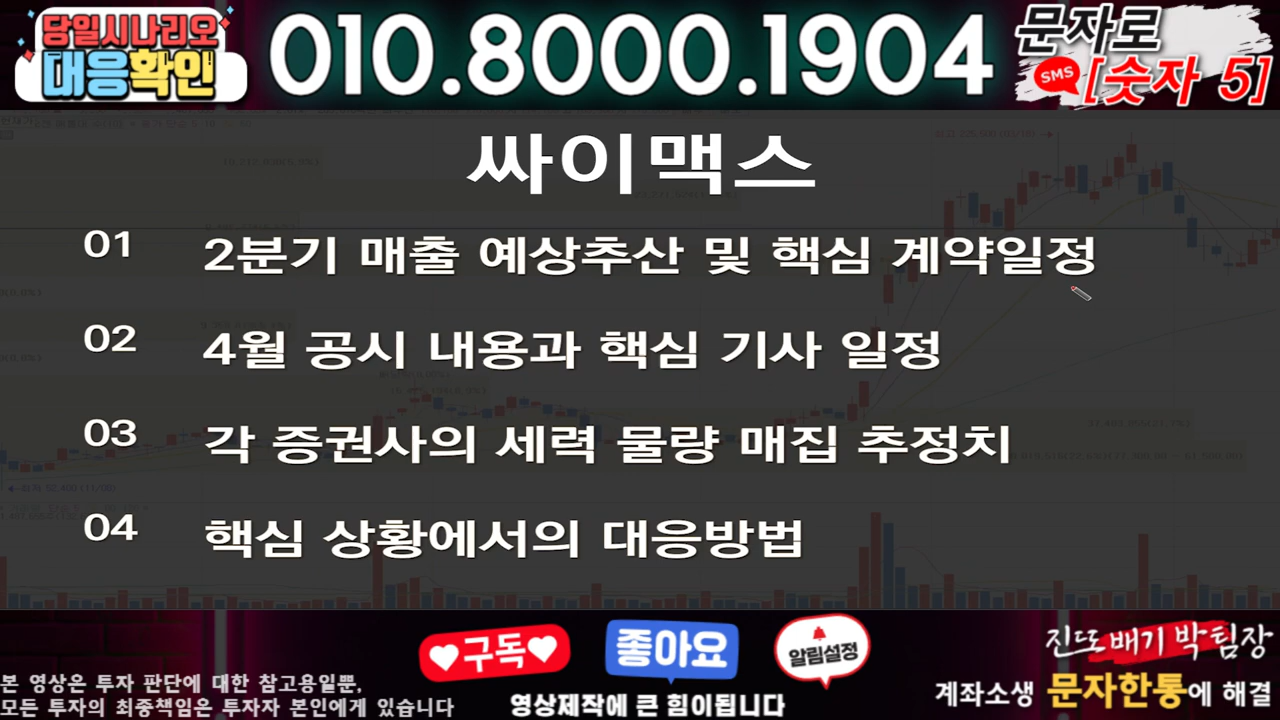 당일시나리오
대응확인
010.8000.1904
문자로
SMS [숫자 5]
싸이맥스
01 2분기 매출 예상추산 및 핵심 계약일정
02 4월 공시 내용과 핵심 기사 일정
03 각 증권사의 세력 물량 매집 추정치
04 핵심 상황에서의 대응방법
구독 좋아요 알림설정
영상제작에 큰 힘이됩니다
본 영상은 투자 판단에 대한 참고용일뿐,
모든 투자의 최종책임은 투자자 본인에게 있습니다
진또배기 박팀장
계좌소생 문자한통에 해결